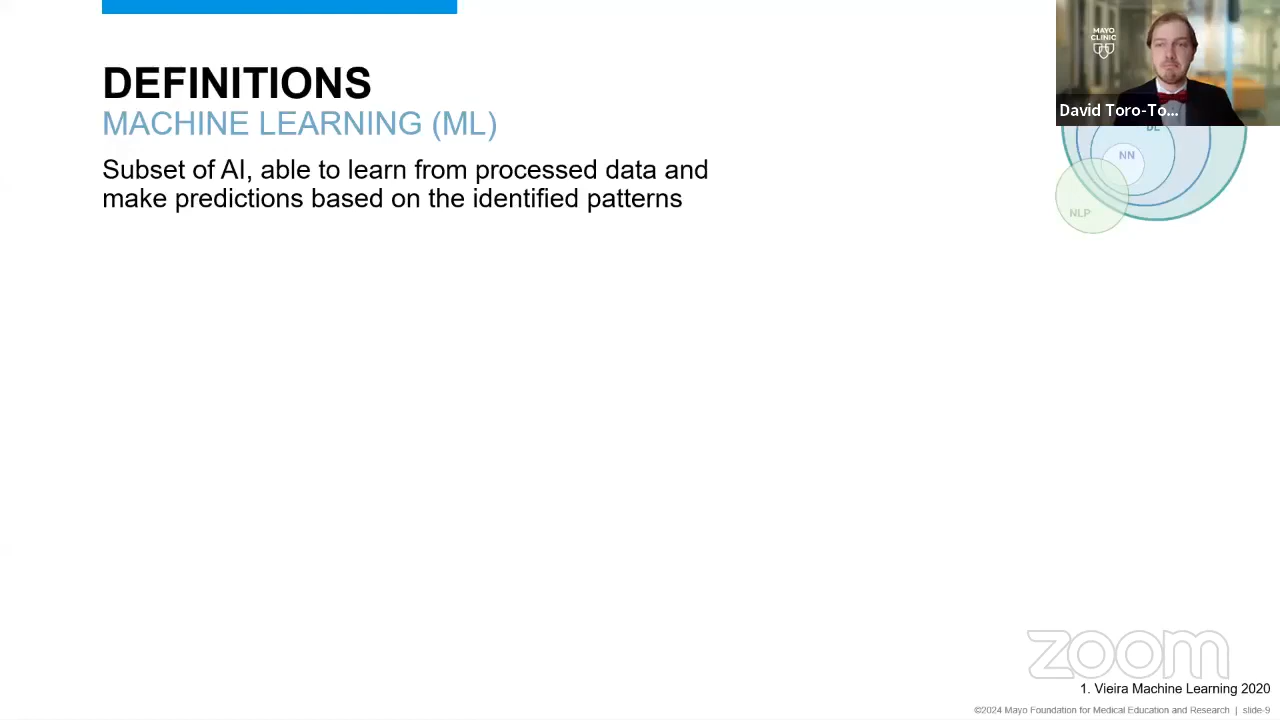 DEFINITIONS
MACHINE LEARNING (ML)
Subset of AI, able to learn from processed data and
make predictions based on the identified patterns
MAYO
CLINIC
David Toro-To...
DL
NN
NLP
zoom
1. Vieira Machine Learning 2020
©2024 Mayo Foundation for Medical Education and Research | slide-9